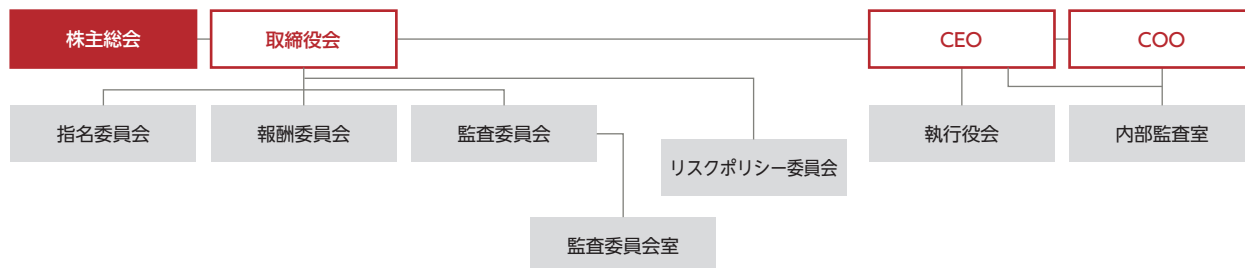 株主総会
取締役会
CEO
COO
指名委員会
報酬委員会
監査委員会
リスクポリシー委員会
執行役会
内部監査室
監査委員会室